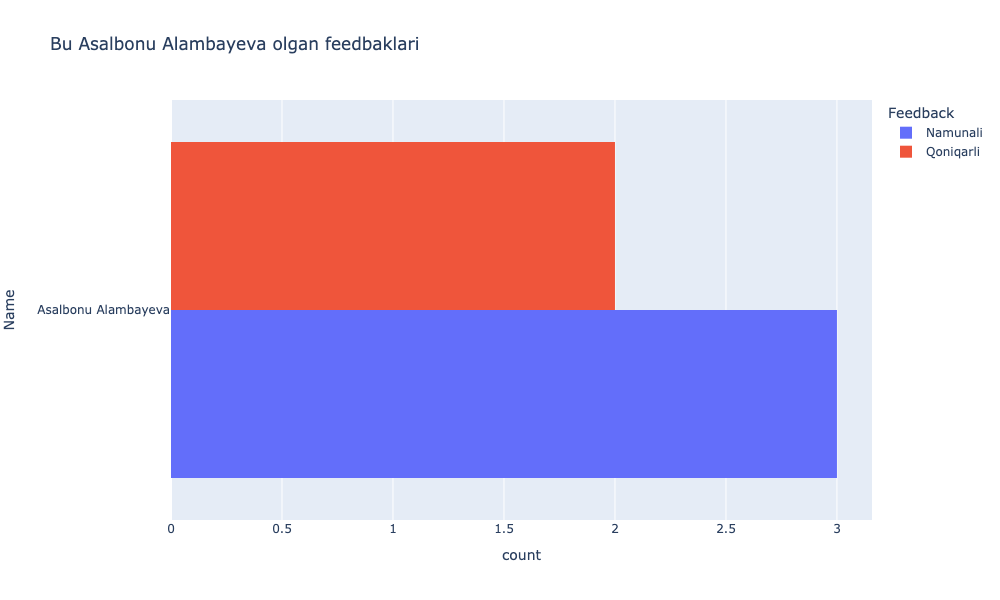 Bu Asalbonu Alambayeva olgan feedbaklari
Feedback
Namunali
Qoniqarli
Name
Asalbonu Alambayeva
0 0.5 1 1.5 2 2.5 3
count